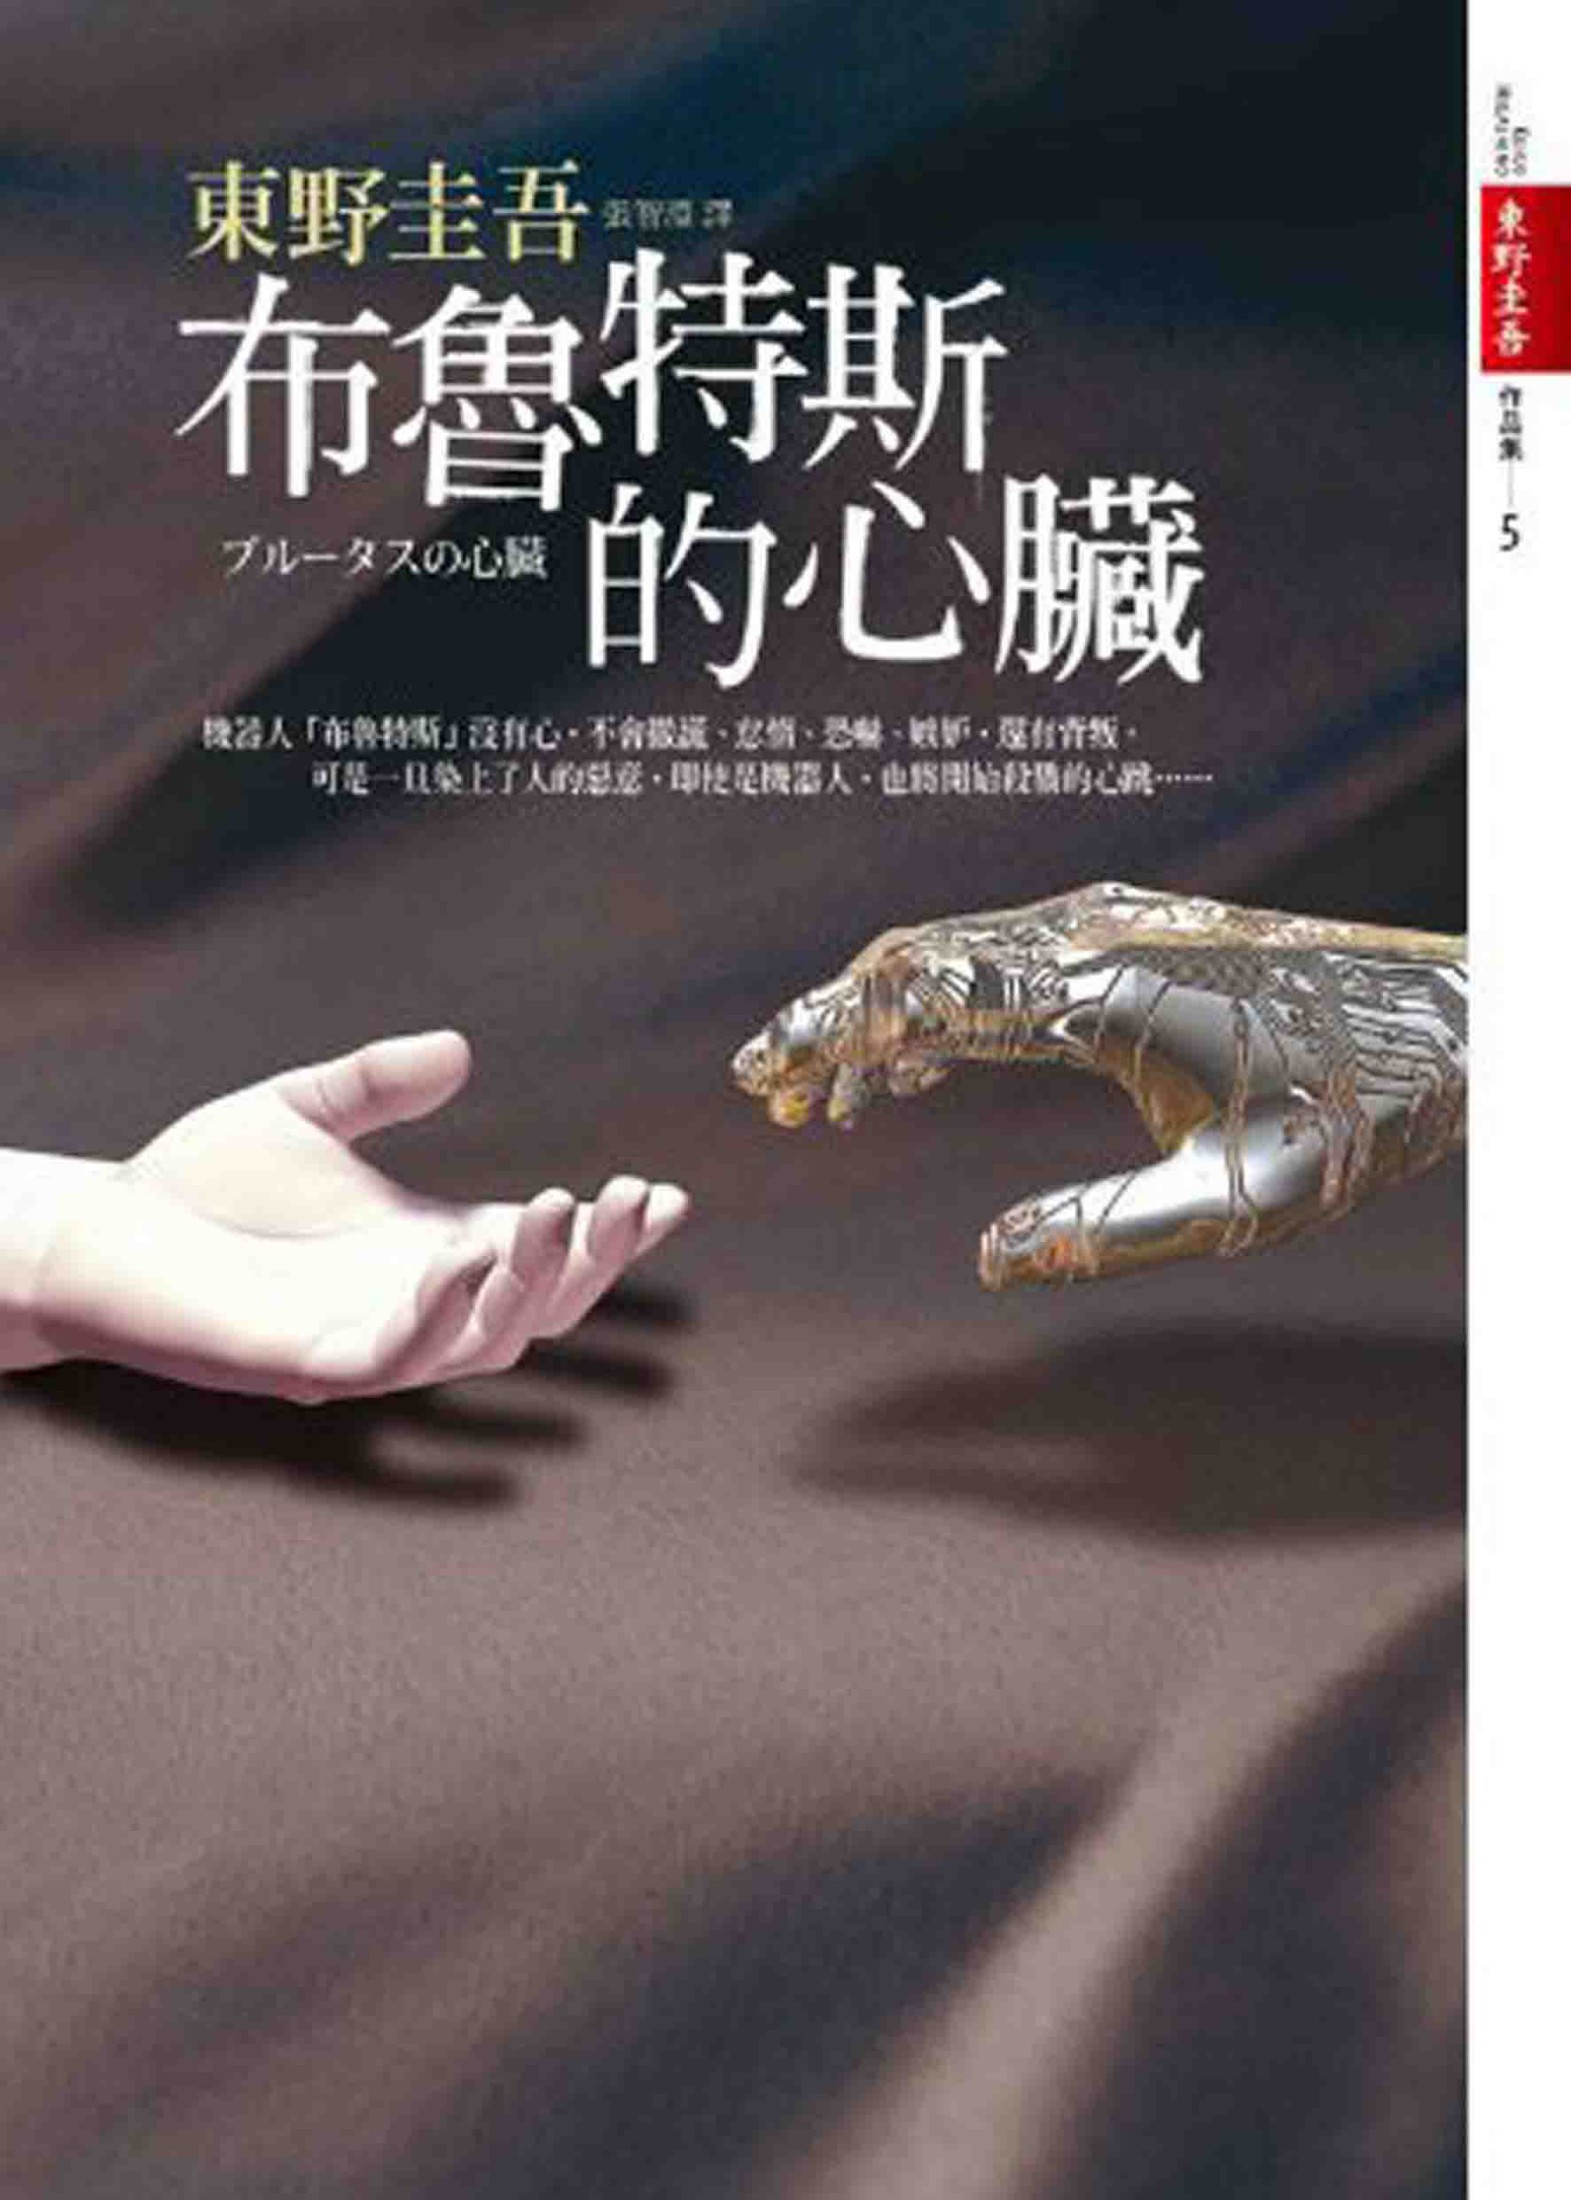 東野圭吾 張智淵 譯
布魯特斯
的心臟
ブルータスの心臓
機器人「布魯特斯」沒有心，不會撒謊、怠惰、恐嚇、嫉妒，還有背叛。
可是一旦染上了人的惡意，即使是機器人，也將開始殺機的心跳……
東野圭吾
作品集——5